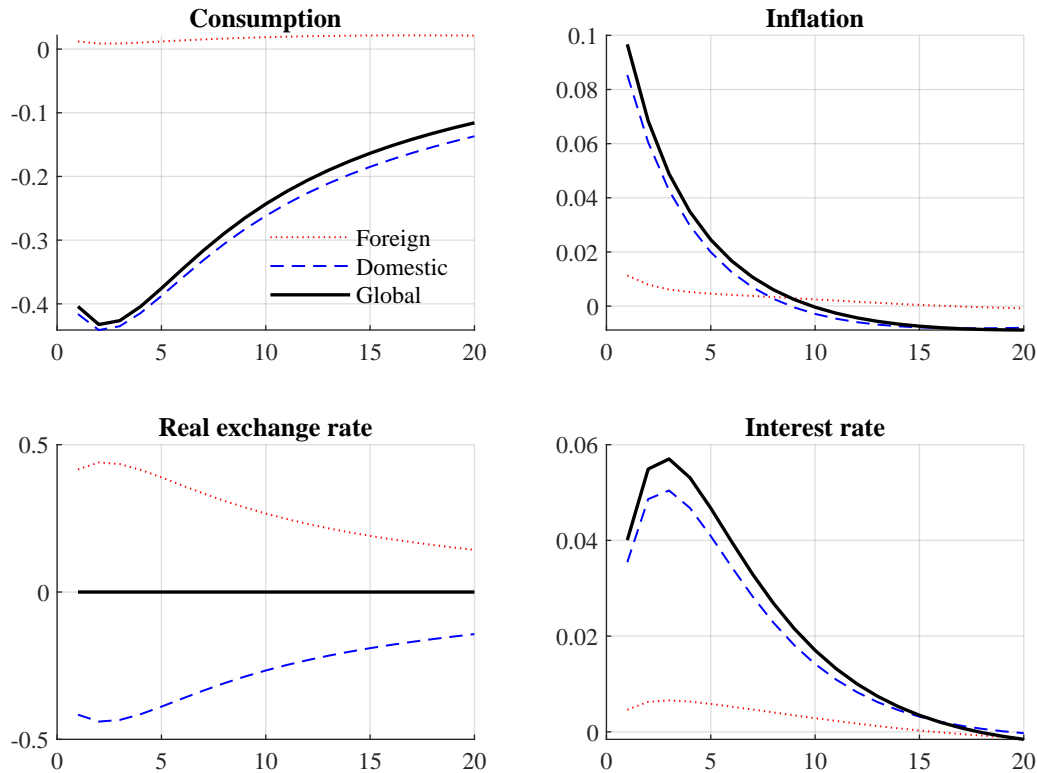 Consumption
0
-0.1
-0.2
-0.3
-0.4
0 5 10 15 20
Foreign
Domestic
Global
Inflation
0.1
0.08
0.06
0.04
0.02
0
0 5 10 15 20
Real exchange rate
0.5
0
-0.5
0 5 10 15 20
Interest rate
0.06
0.04
0.02
0
0 5 10 15 20